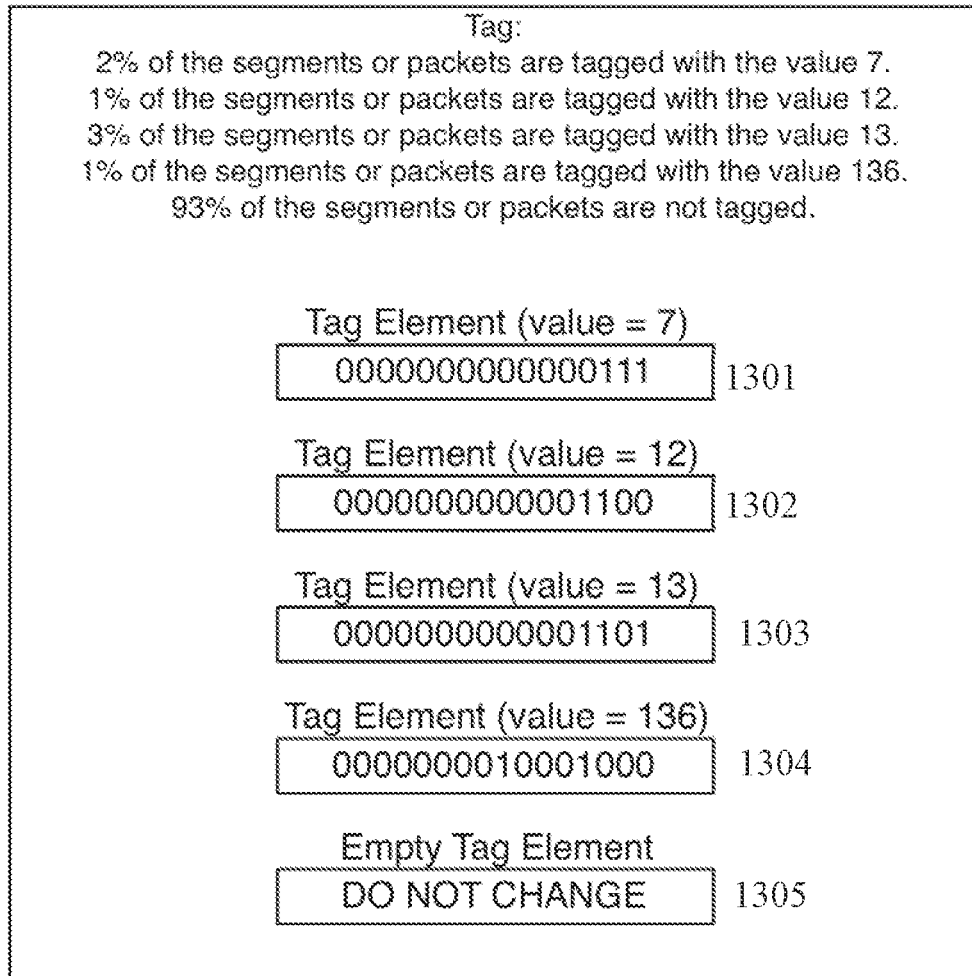 Tag:
2% of the segments or packets are tagged with the value 7.
1% of the segments or packets are tagged with the value 12.
3% of the segments or packets are tagged with the value 13.
1% of the segments or packets are tagged with the value 136.
93% of the segments or packets are not tagged.
Tag Element (value = 7)
0000000000000111 1301
Tag Element (value = 12)
0000000000001100 1302
Tag Element (value = 13)
0000000000001101 1303
Tag Element (value = 136)
0000000010001000 1304
Empty Tag Element
DO NOT CHANGE 1305